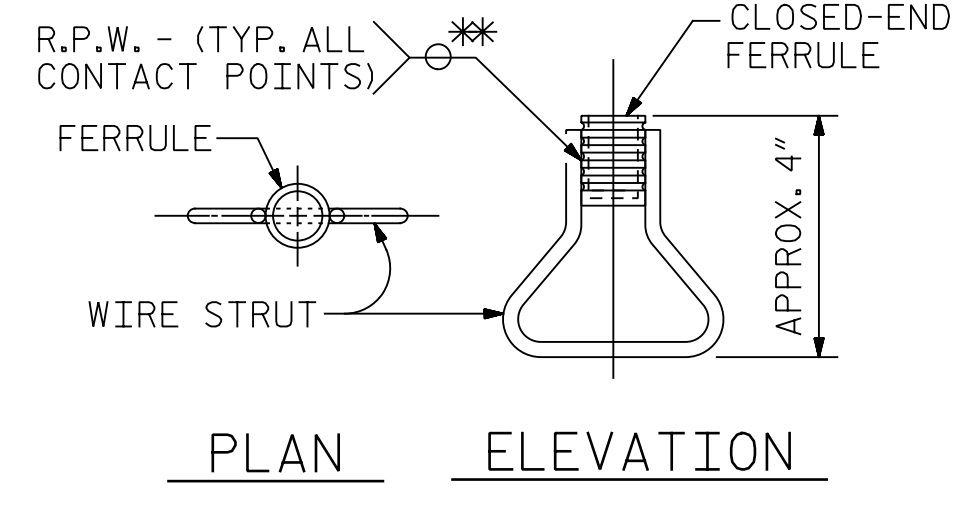 R.P.W. - (TYP. ALL
CONTACT POINTS)
**
CLOSED-END
FERRULE
FERRULE
APPROX. 4"
WIRE STRUT
PLAN
ELEVATION